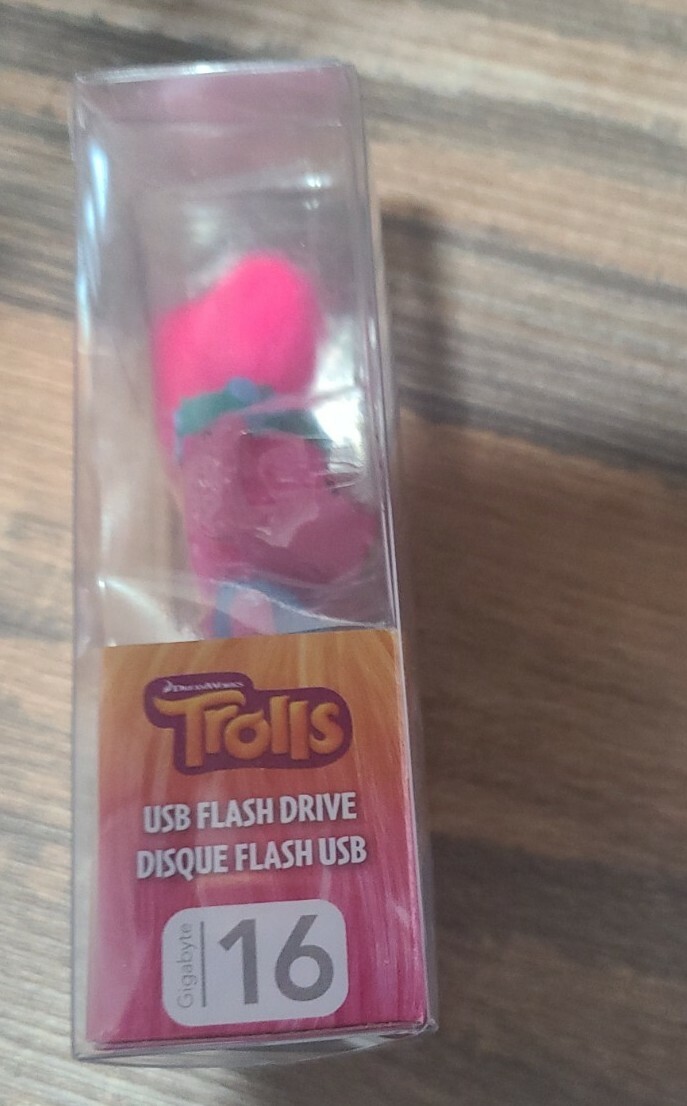 DreamWorks
Trolls
USB FLASH DRIVE
DISQUE FLASH USB
Gigabyte
16